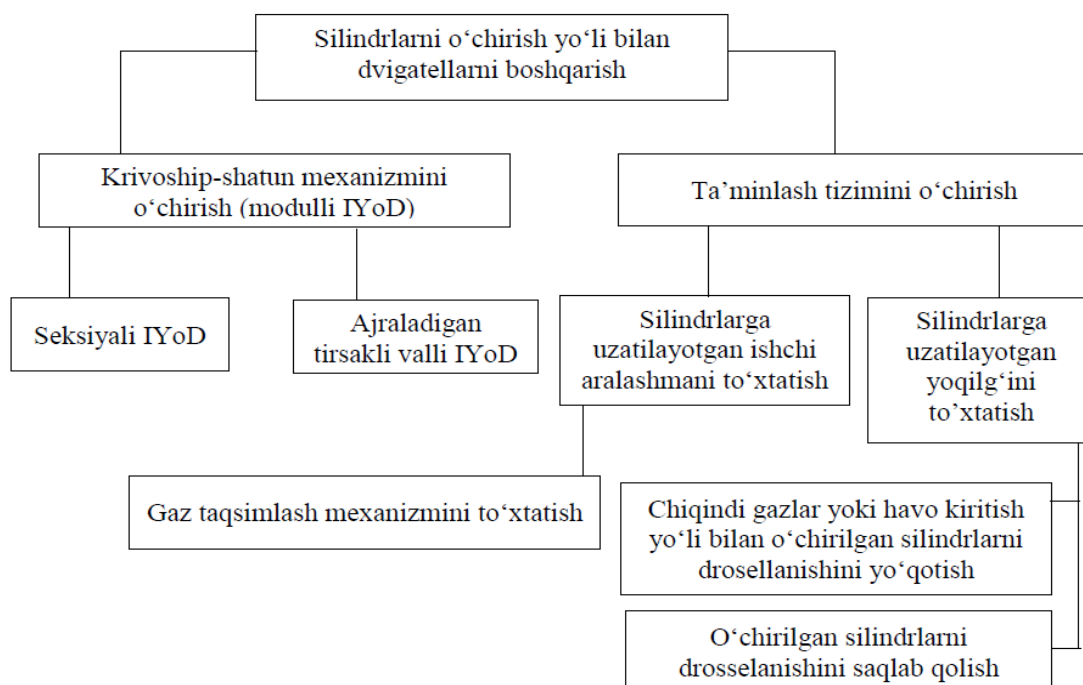 Silindrlarni o‘chirish yo‘li bilan
dvigatellarni boshqarish
Krivoship-shatun mexanizmini
o‘chirish (modulli IYoD)
Ta’minlash tizimini o‘chirish
Seksiyali IYoD
Ajraladigan
tirsakli valli IYoD
Silindrlarga
uzatilayotgan ishchi
aralashmani to‘xtatish
Silindrlarga
uzatilayotgan
yoqilg‘ini
to’xtatish
Gaz taqsimlash mexanizmini to‘xtatish
Chiqindi gazlar yoki havo kiritish
yo‘li bilan o‘chirilgan silindrlarni
drosellanishini yo‘qotish
O‘chirilgan silindrlarni
drosselanishini saqlab qolish